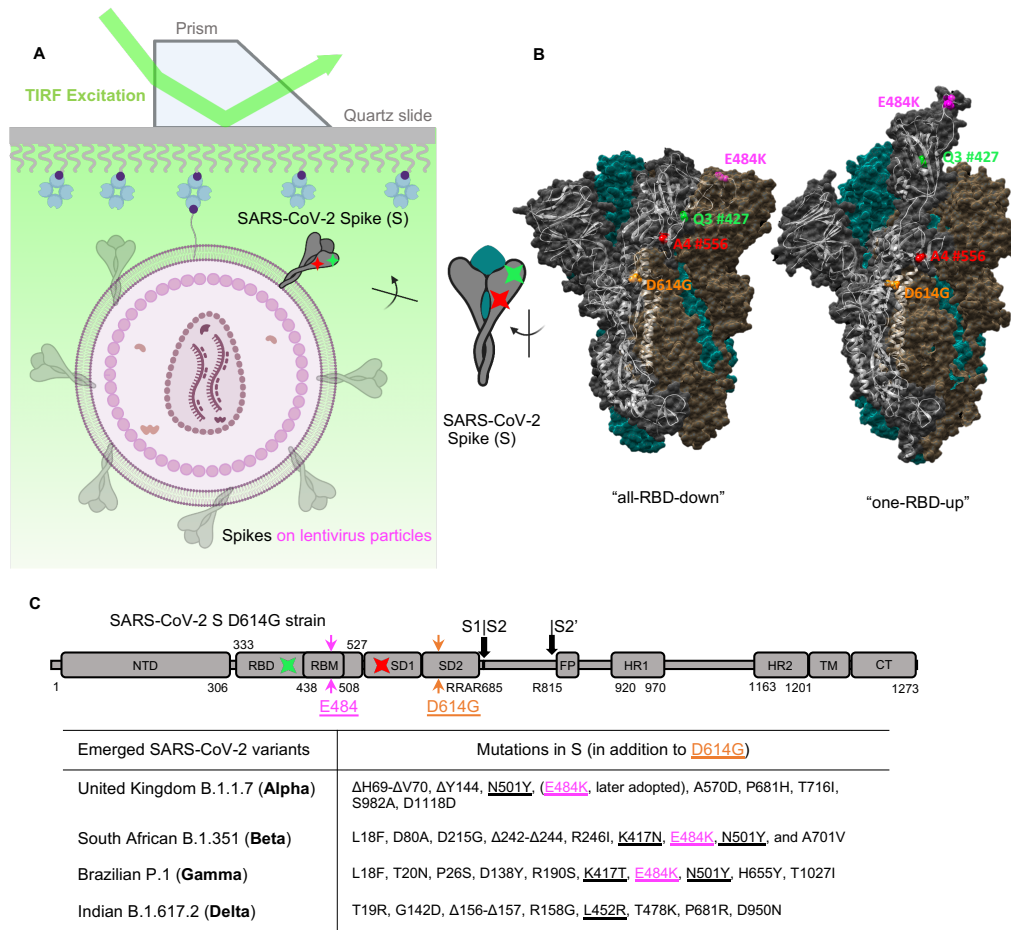 A
Prism
TIRF Excitation
Quartz slide
SARS-CoV-2 Spike (S)
Spikes on lentivirus particles
SARS-CoV-2
Spike (S)
B
E484K
Q3 #427
A4 #556
D614G
"all-RBD-down"
E484K
Q3 #427
A4 #556
D614G
"one-RBD-up"
C
SARS-CoV-2 S D614G strain
S1|S2
|S2'
333
527
NTD
RBD
RBM
SD1
SD2
FP
HR1
HR2
TM
CT
1
306
438
508
RRAR685
R815
920
970
1163
1201
1273
E484
D614G
Emerged SARS-CoV-2 variants
Mutations in S (in addition to D614G)
United Kingdom B.1.1.7 (Alpha)
ΔH69-ΔV70, ΔY144, N501Y, (E484K, later adopted), A570D, P681H, T716I,
S982A, D1118D
South African B.1.351 (Beta)
L18F, D80A, D215G, Δ242-Δ244, R246I, K417N, E484K, N501Y, and A701V
Brazilian P.1 (Gamma)
L18F, T20N, P26S, D138Y, R190S, K417T, E484K, N501Y, H655Y, T1027I
Indian B.1.617.2 (Delta)
T19R, G142D, Δ156-Δ157, R158G, L452R, T478K, P681R, D950N